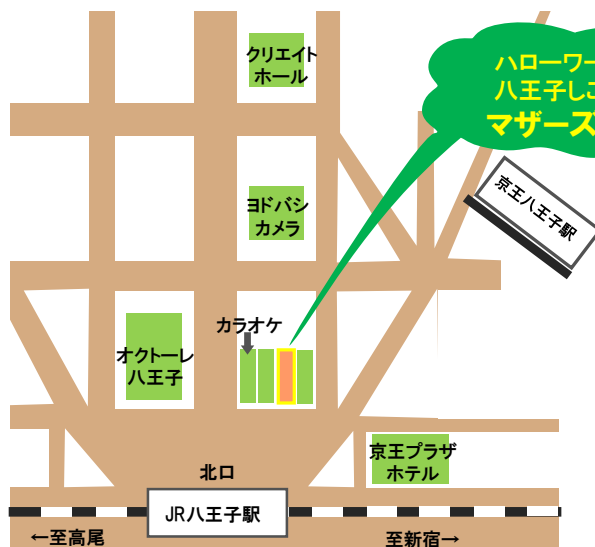 クリエイト
ホール
ハローワー
八王子しご
マザーズ
京王八王子駅
ヨドバシ
カメラ
カラオケ
オクトーレ
八王子
京王プラザ
ホテル
北口
JR八王子駅
←至高尾
至新宿→